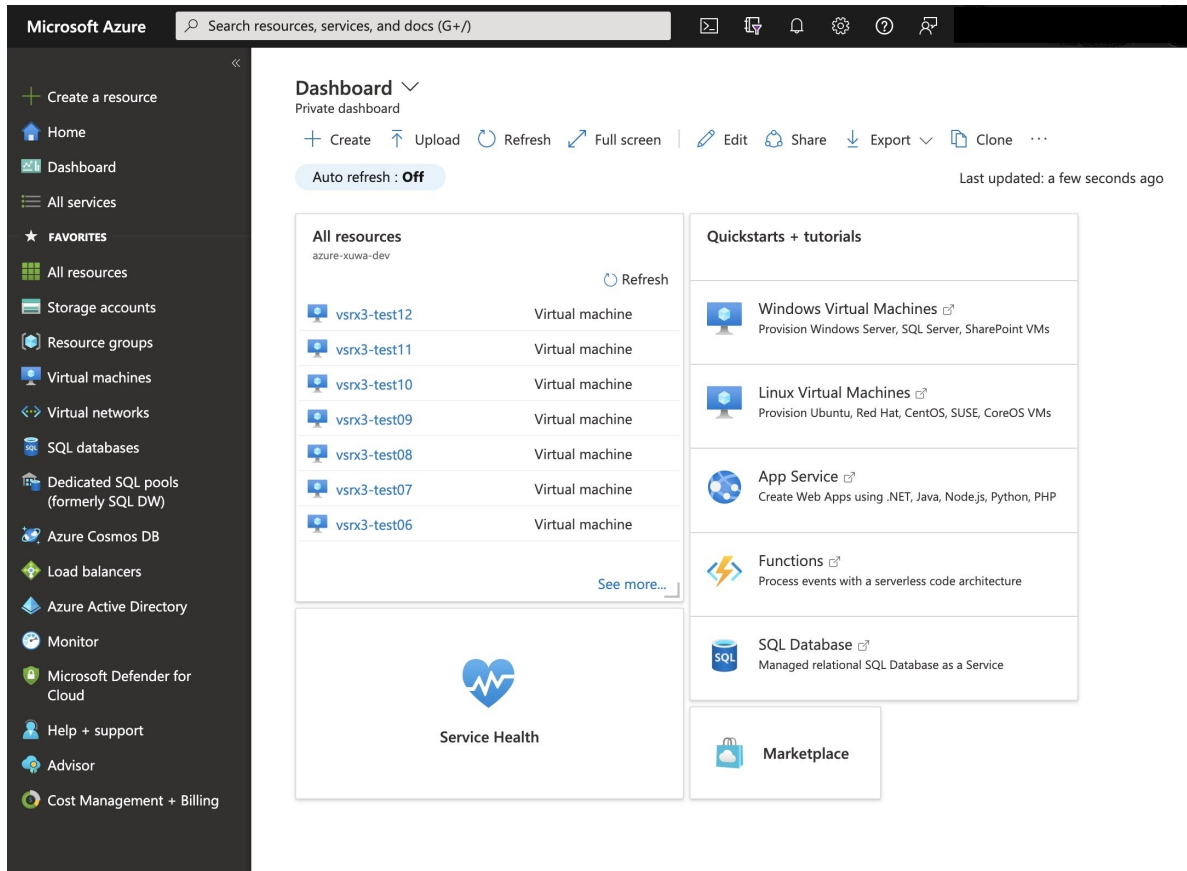 Microsoft Azure
Search resources, services, and docs (G+/)
Create a resource
Home
Dashboard
All services
FAVORITES
All resources
Storage accounts
Resource groups
Virtual machines
Virtual networks
SQL databases
Dedicated SQL pools
(formerly SQL DW)
Azure Cosmos DB
Load balancers
Azure Active Directory
Monitor
Microsoft Defender for
Cloud
Help + support
Advisor
Cost Management + Billing
Dashboard
Private dashboard
Create Upload Refresh Full screen Edit Share Export Clone ...
Auto refresh : Off
Last updated: a few seconds ago
All resources
azure-xuwa-dev
Refresh
vsrx3-test12 Virtual machine
vsrx3-test11 Virtual machine
vsrx3-test10 Virtual machine
vsrx3-test09 Virtual machine
vsrx3-test08 Virtual machine
vsrx3-test07 Virtual machine
vsrx3-test06 Virtual machine
See more...
Service Health
Quickstarts + tutorials
Windows Virtual Machines
Provision Windows Server, SQL Server, SharePoint VMs
Linux Virtual Machines
Provision Ubuntu, Red Hat, CentOS, SUSE, CoreOS VMs
App Service
Create Web Apps using .NET, Java, Node.js, Python, PHP
Functions
Process events with a serverless code architecture
SQL
SQL Database
Managed relational SQL Database as a Service
Marketplace